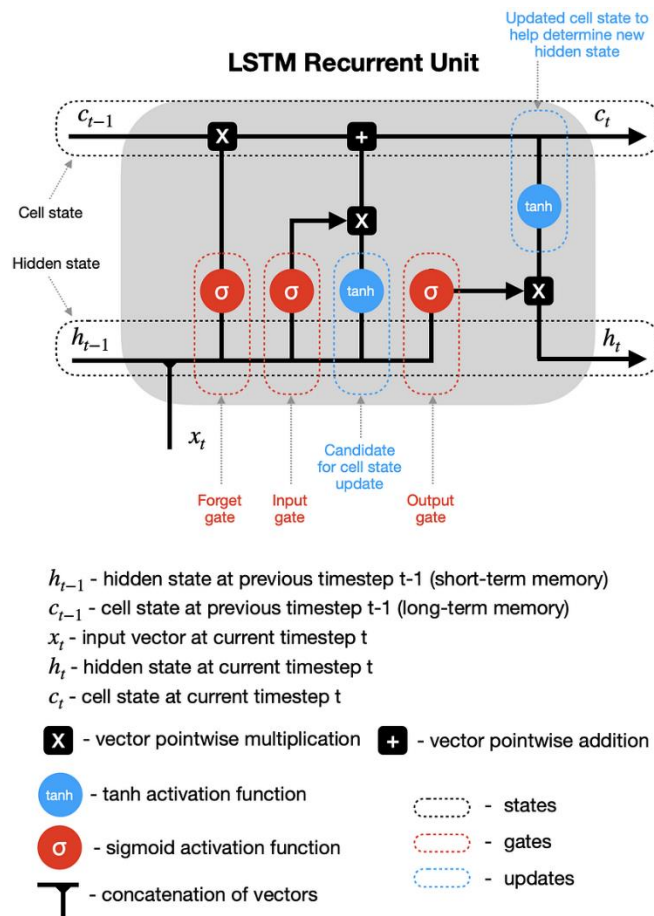 Updated cell state to
help determine new
hidden state
LSTM Recurrent Unit
c_{t-1}
c_t
X
+
tanh
Cell state
X
Hidden state
σ
σ
tanh
σ
X
h_{t-1}
h_t
x_t
Candidate
for cell state
update
Forget
gate
Input
gate
Output
gate
h_{t-1} - hidden state at previous timestep t-1 (short-term memory)
c_{t-1} - cell state at previous timestep t-1 (long-term memory)
x_t - input vector at current timestep t
h_t - hidden state at current timestep t
c_t - cell state at current timestep t
X - vector pointwise multiplication
+ - vector pointwise addition
tanh - tanh activation function
- states
σ - sigmoid activation function
- gates
- concatenation of vectors
- updates